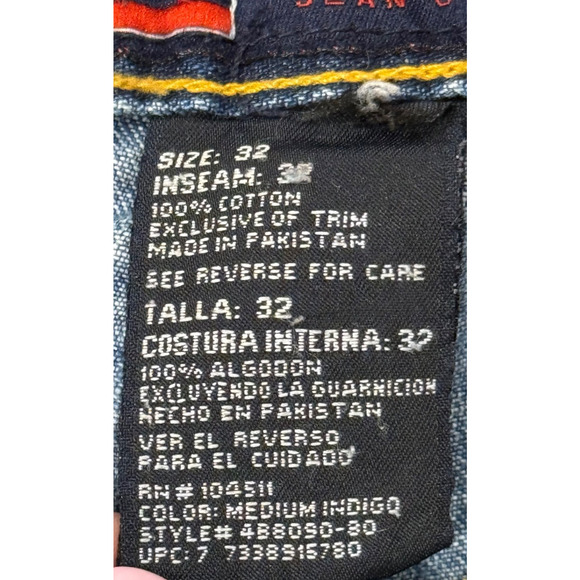 JEAN
SIZE: 32
INSEAM: 32
100% COTTON
EXCLUSIVE OF TRIM
MADE IN PAKISTAN
SEE REVERSE FOR CARE
TALLA: 32
COSTURA INTERNA: 32
100% ALGODON
EXCLUYENDO LA GUARNICION
HECHO EN PAKISTAN
VER EL REVERSO
PARA EL CUIDADO
RN# 104511
COLOR: MEDIUM INDIGO
STYLE# 4B8090-80
UPC: 7 7338915780